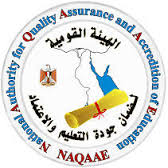 National Authority for Quality Assurance and Accreditation of Education
الهيئة القومية
لضمان جودة التعليم والاعتماد
NAQAAE